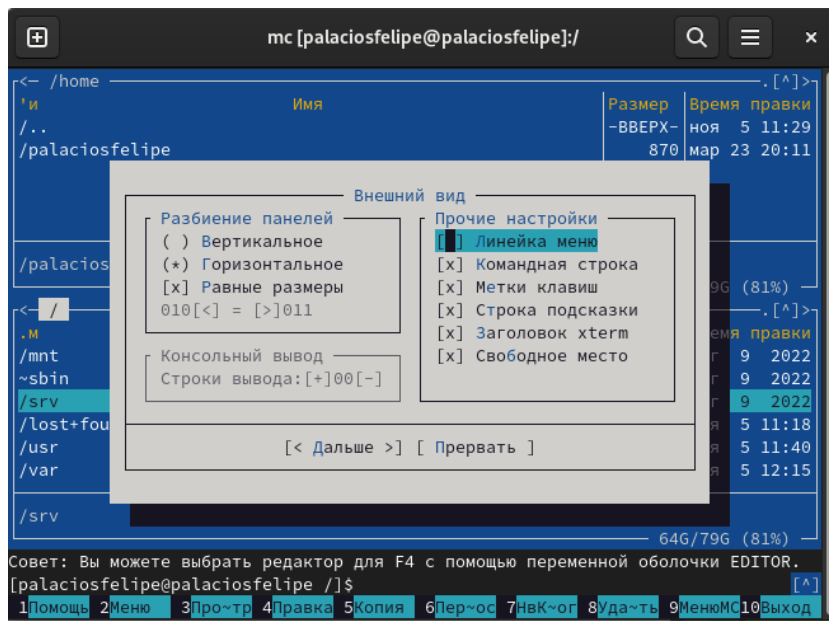 mc [palaciosfelipe@palaciosfelipe]:/
<— /home .[^]>
'и Имя Размер Время правки
/.. -ВВЕРХ- ноя 5 11:29
/palaciosfelipe 870 мар 23 20:11
Внешний вид
Разбиение панелей
( ) Вертикальное
(*) Горизонтальное
[x] Равные размеры
010[<] = [>]011
Консольный вывод
Строки вывода:[+]00[-]
Прочие настройки
[ ] Линейка меню
[x] Командная строка
[x] Метки клавиш
[x] Строка подсказки
[x] Заголовок xterm
[x] Свободное место
[< Дальше >] [ Прервать ]
/palacios 9G (81%)
<— / .[^]>
.м емя правки
/mnt г 9 2022
~sbin г 9 2022
/srv г 9 2022
/lost+fou я 5 11:18
/usr я 5 11:40
/var я 5 12:15
/srv
64G/79G (81%)
Совет: Вы можете выбрать редактор для F4 с помощью переменной оболочки EDITOR.
[palaciosfelipe@palaciosfelipe /]$ [^]
1Помощь 2Меню 3Про~тр 4Правка 5Копия 6Пер~ос 7НвК~ог 8Уда~ть 9МенюMC 10Выход